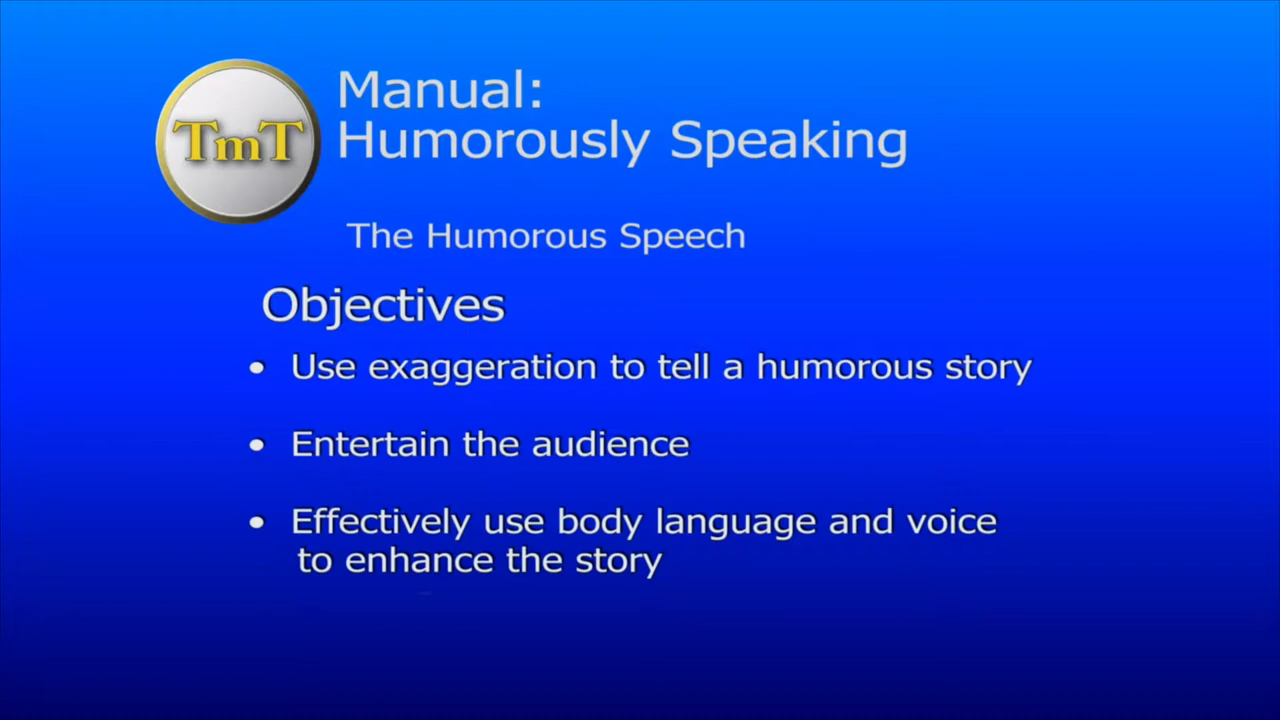 TmT
Manual:
Humorously Speaking
The Humorous Speech
Objectives
• Use exaggeration to tell a humorous story
• Entertain the audience
• Effectively use body language and voice
to enhance the story